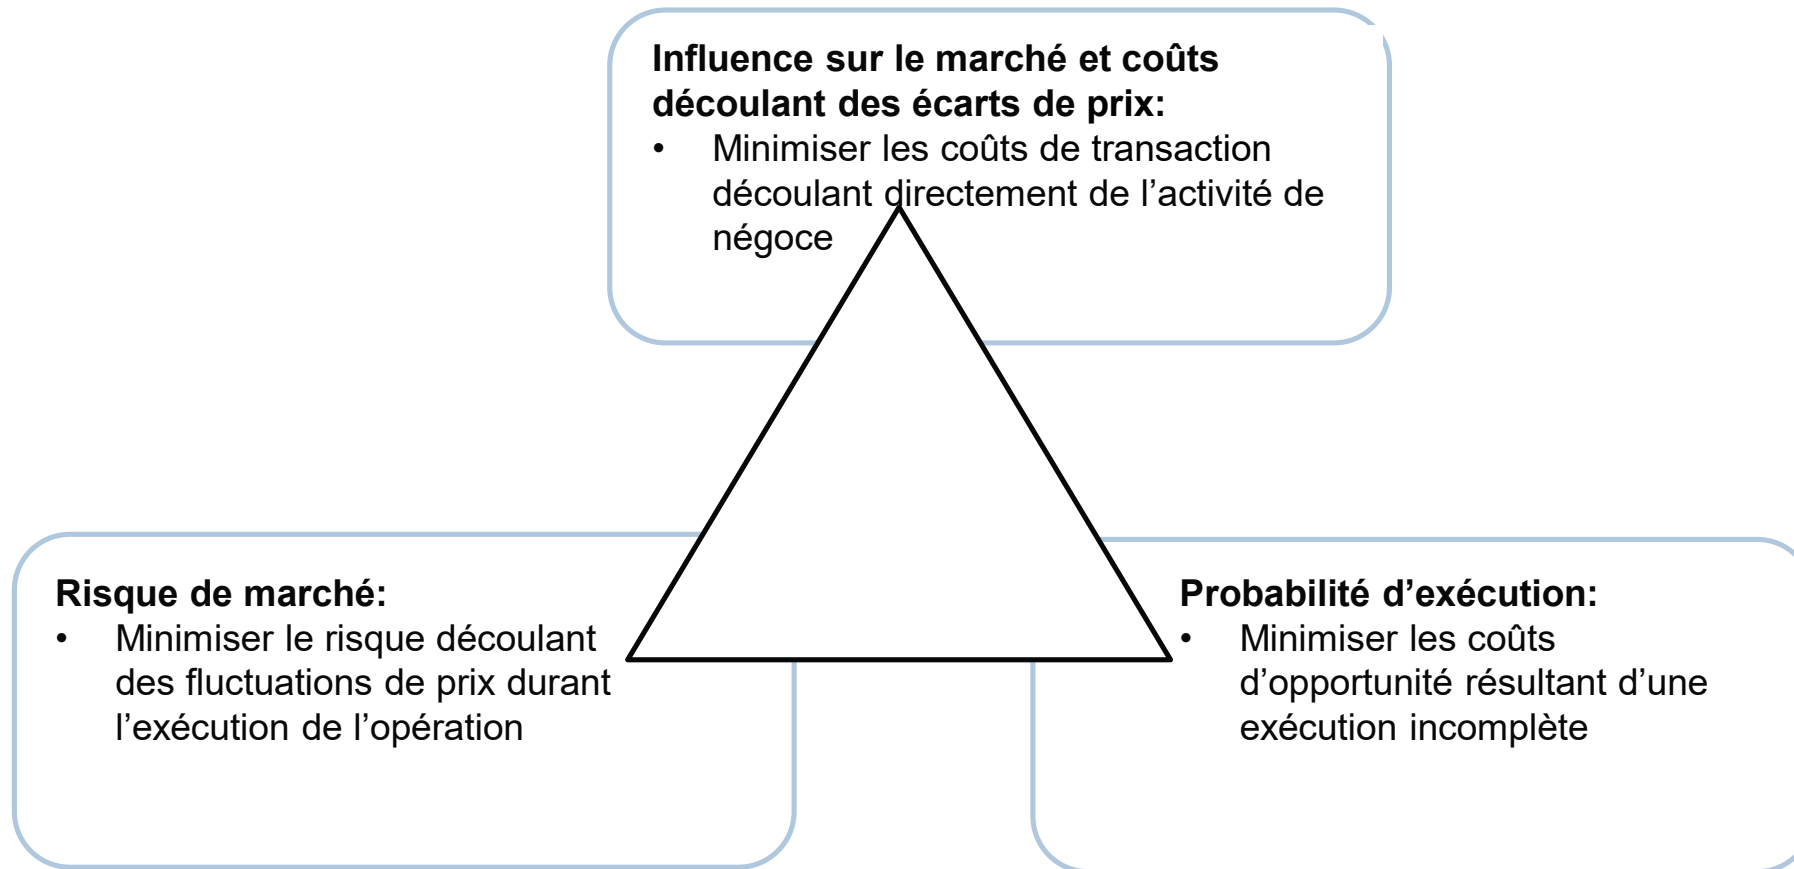 Influence sur le marché et coûts
découlant des écarts de prix:
• Minimiser les coûts de transaction
découlant directement de l’activité de
négoce
Risque de marché:
• Minimiser le risque découlant
des fluctuations de prix durant
l’exécution de l’opération
Probabilité d’exécution:
• Minimiser les coûts
d’opportunité résultant d’une
exécution incomplète